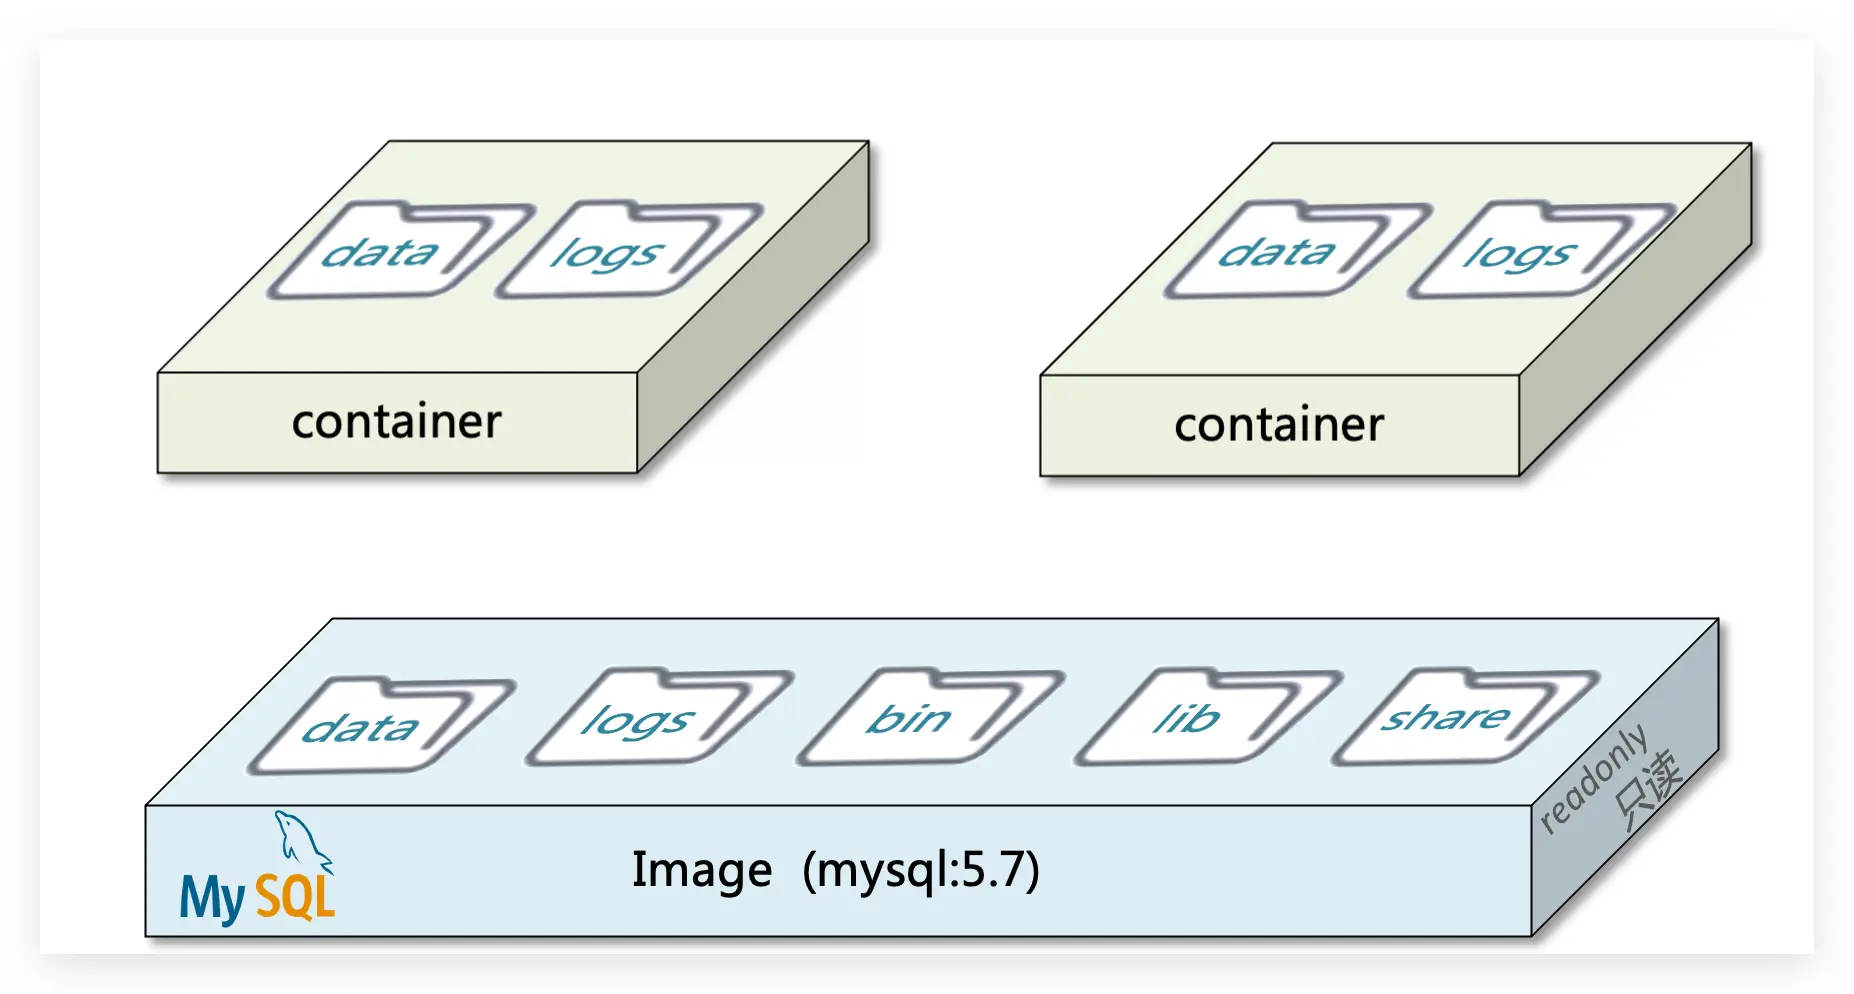 data
logs
container
data
logs
container
data
logs
bin
lib
share
readonly
只读
MySQL
Image (mysql:5.7)